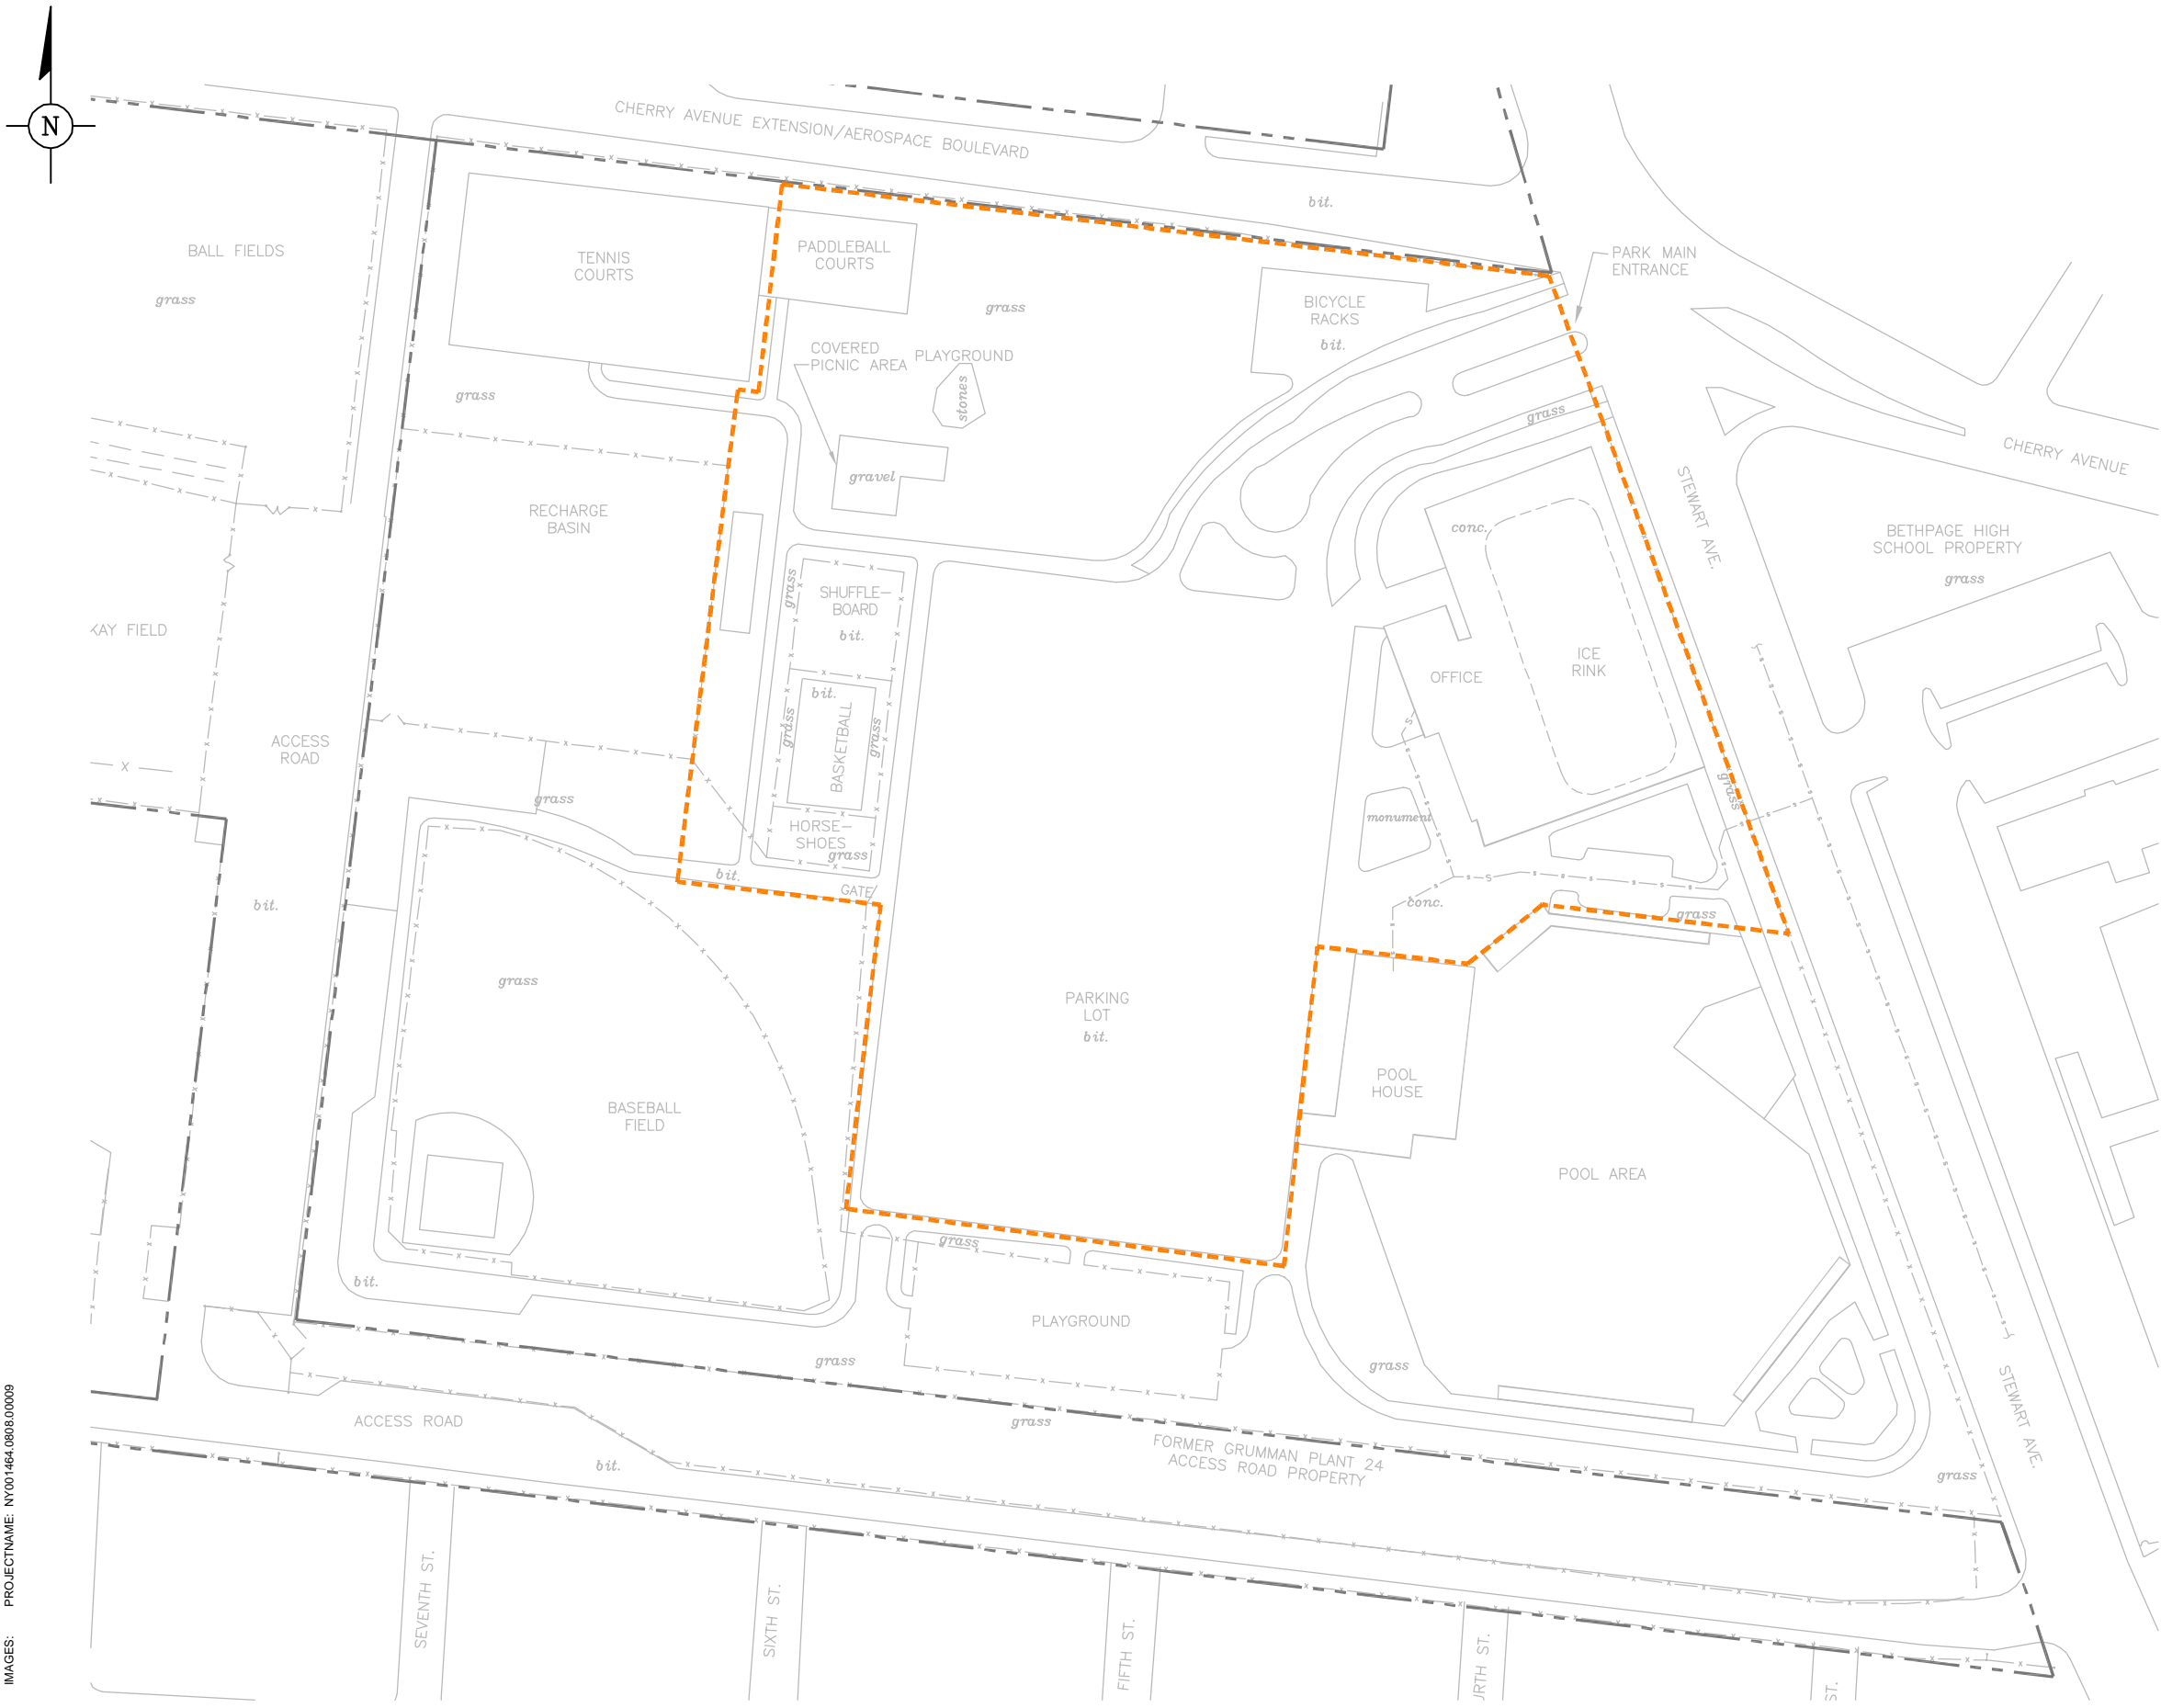 N
CHERRY AVENUE EXTENSION/AEROSPACE BOULEVARD
bit.
BALL FIELDS
grass
TENNIS
COURTS
PADDLEBALL
COURTS
grass
BICYCLE
RACKS
bit.
PARK MAIN
ENTRANCE
COVERED
PICNIC AREA
PLAYGROUND
stones
grass
grass
CHERRY AVENUE
gravel
RECHARGE
BASIN
conc.
STEWART AVE.
BETHPAGE HIGH
SCHOOL PROPERTY
grass
grass
SHUFFLE-
BOARD
bit.
KAY FIELD
ICE
RINK
OFFICE
bit.
grass
BASKETBALL
grass
ACCESS
ROAD
grass
grass
monument
HORSE-
SHOES
grass
bit.
GATE
bit.
conc.
grass
grass
PARKING
LOT
bit.
POOL
HOUSE
BASEBALL
FIELD
POOL AREA
grass
bit.
PLAYGROUND
grass
grass
ACCESS ROAD
grass
FORMER GRUMMAN PLANT 24
ACCESS ROAD PROPERTY
STEWART AVE.
bit.
grass
SEVENTH ST.
SIXTH ST.
FIFTH ST.
URTH ST.
ST.
IMAGES: PROJECTNAME: NY001464.0808.00009